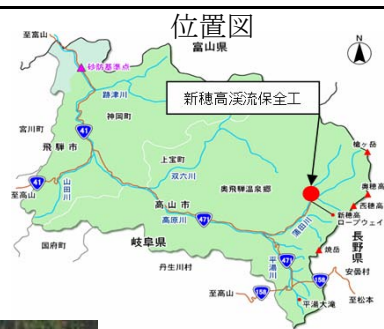 位置図
至富山
富山県
砂防基準点
新穂高渓流保全工
跡津川
宮川町
神岡町
41
飛騨市
上宝町
槍ヶ岳
双六川
奥飛騨温泉郷
奥穂高
41
山田川
至高山
西穂高
高山市
新穂高
ロープウェイ
高原川
471
蒲田川
長野県
国府町
岐阜県
焼岳
丹生川村
471
平湯川
安曇村
158
158
至高山
平湯大滝
至松本